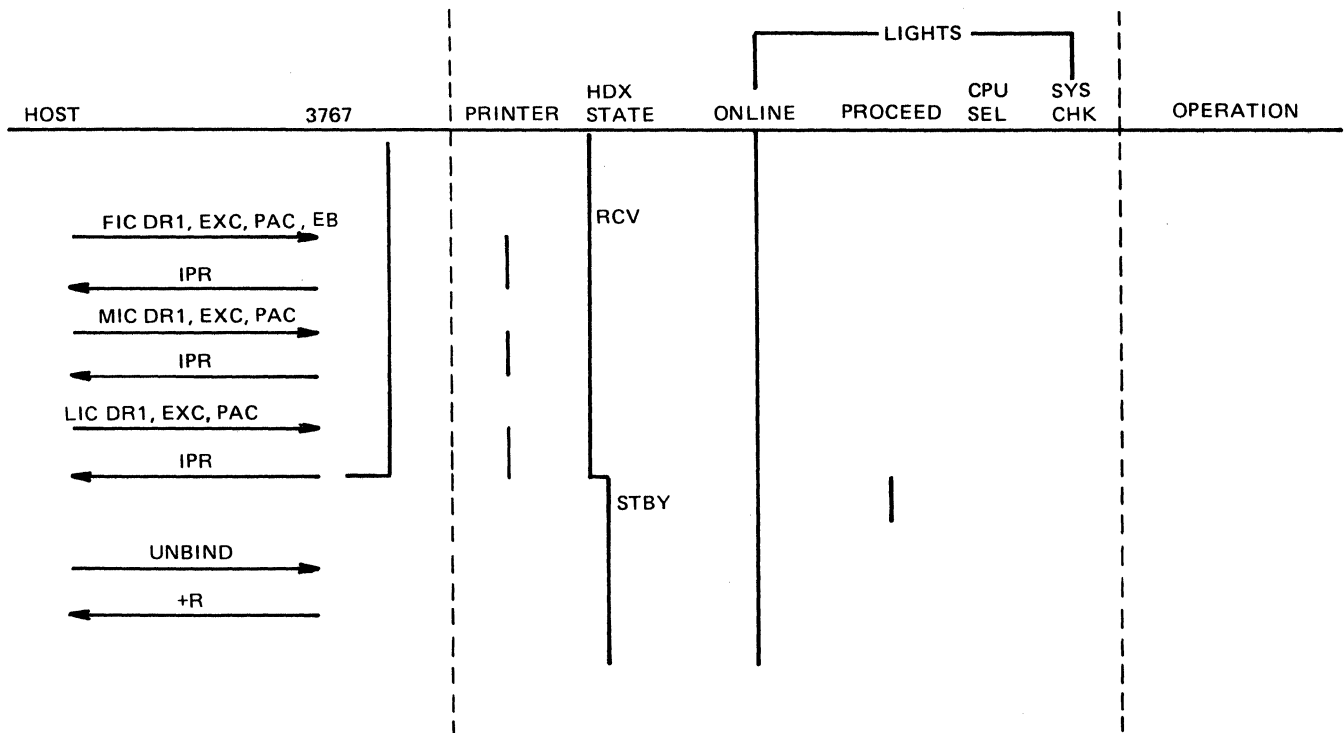 LIGHTS
HOST 3767 PRINTER HDX STATE ONLINE PROCEED CPU SEL SYS CHK OPERATION
RCV
FIC DR1, EXC, PAC, EB
IPR
MIC DR1, EXC, PAC
IPR
LIC DR1, EXC, PAC
IPR
STBY
UNBIND
+R